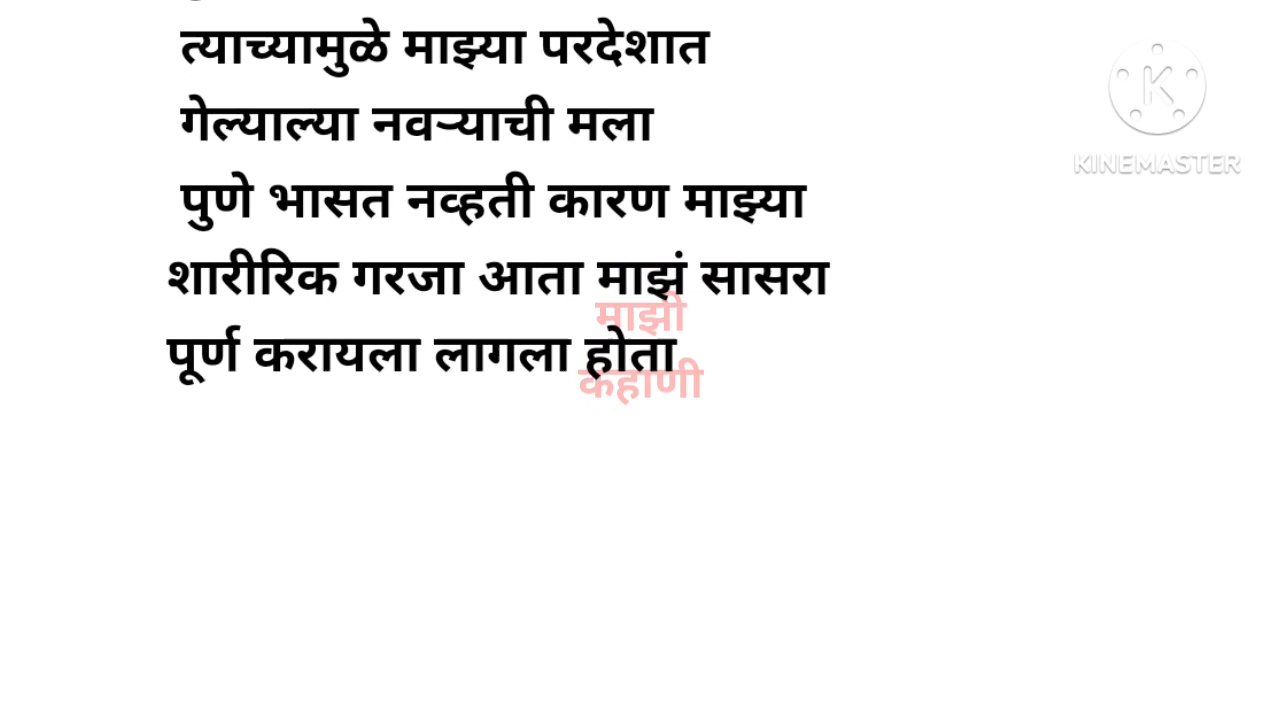 त्याच्यामुळे माझ्या परदेशात
गेल्याल्या नवऱ्याची मला
पुणे भासत नव्हती कारण माझ्या
शारीरिक गरजा आता माझं सासरा
पूर्ण करायला लागला होता
माझी
कहाणी
K
KINEMASTER